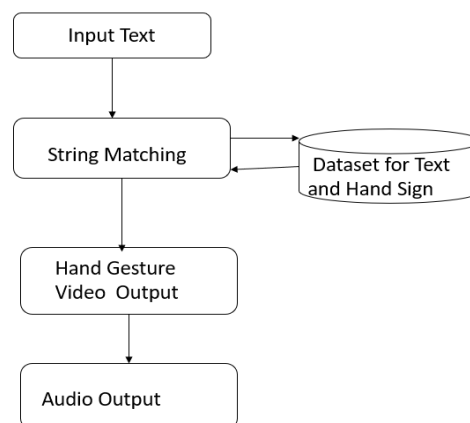 Input Text
String Matching
Dataset for Text
and Hand Sign
Hand Gesture
Video Output
Audio Output